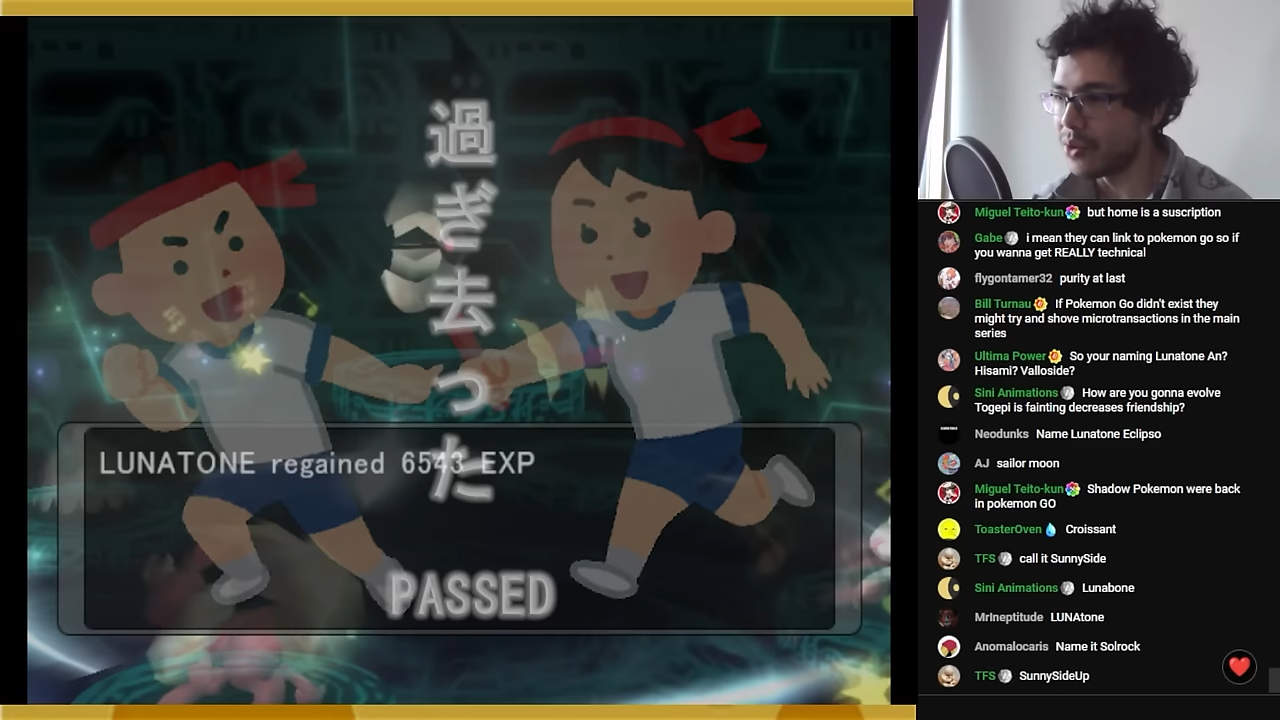 過ぎ去った
LUNATONE regained 6543 EXP
PASSED
Miguel Teito-kun but home is a suscription
Gabe i mean they can link to pokemon go so if
you wanna get REALLY technical
flygontamer32 purity at last
Bill Turnau If Pokemon Go didn't exist they
might try and shove microtransactions in the main
series
Ultima Power So your naming Lunatone An?
Hisami? Valloside?
Sini Animations How are you gonna evolve
Togepi is fainting decreases friendship?
Neodunks Name Lunatone Eclipso
AJ sailor moon
Miguel Teito-kun Shadow Pokemon were back
in pokemon GO
ToasterOven Croissant
TFS call it SunnySide
Sini Animations Lunabone
MrIneptitude LUNAtone
Anomalocaris Name it Solrock
TFS SunnySideUp